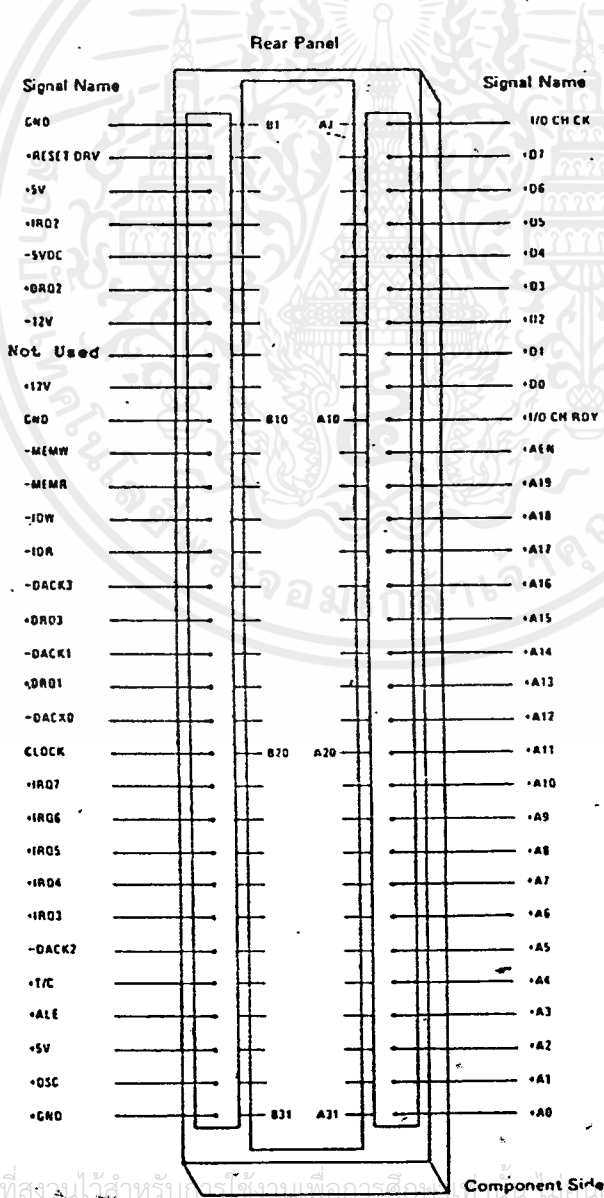 Rear Panel
Signal Name Signal Name
GND B1 A1 I/O CH CK
+RESET DRV +D7
+5V +D6
+IRQ2 +D5
-5VDC +D4
+DRQ2 +D3
-12V +D2
Not Used +D1
+12V +D0
GND B10 A10 +I/O CH RDY
-MEMW +AEN
-MEMR +A19
-IOW +A18
-IOR +A17
-DACK3 +A16
+DRQ3 +A15
-DACK1 +A14
+DRQ1 +A13
-DACK0 +A12
CLOCK B20 A20 +A11
+IRQ7 +A10
+IRQ6 +A9
+IRQ5 +A8
+IRQ4 +A7
+IRQ3 +A6
-DACK2 +A5
+T/C +A4
+ALE +A3
+5V +A2
+OSC +A1
+GND B31 A31 +A0
Component Side